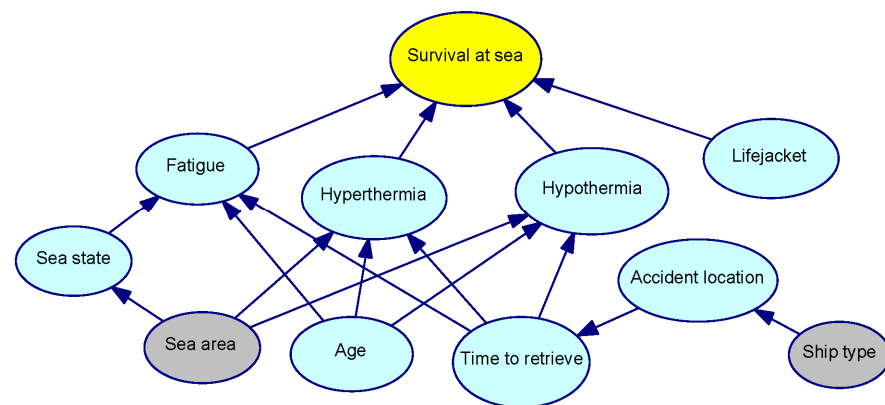 Survival at sea
Fatigue
Hyperthermia
Hypothermia
Lifejacket
Sea state
Accident location
Sea area
Age
Time to retrieve
Ship type